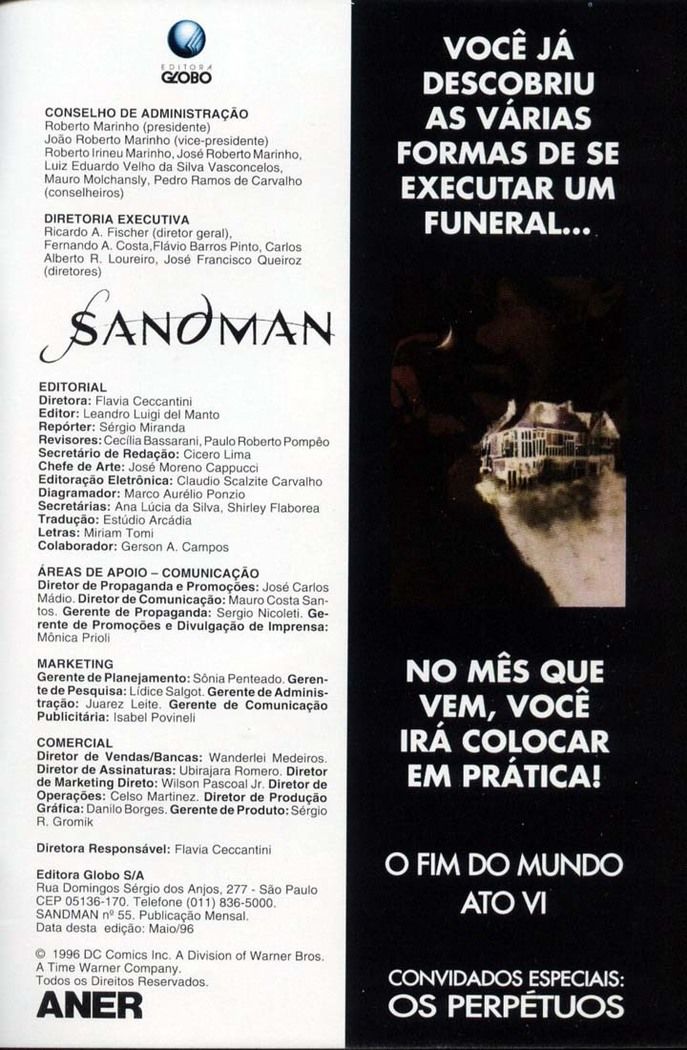 EDITORA
GLOBO
CONSELHO DE ADMINISTRAÇÃO
Roberto Marinho (presidente)
João Roberto Marinho (vice-presidente)
Roberto Irineu Marinho, José Roberto Marinho,
Luiz Eduardo Velho da Silva Vasconcelos,
Mauro Molchansly, Pedro Ramos de Carvalho
(conselheiros)
DIRETORIA EXECUTIVA
Ricardo A. Fischer (diretor geral),
Fernando A. Costa,Flávio Barros Pinto, Carlos
Alberto R. Loureiro, José Francisco Queiroz
(diretores)
SANDMAN
EDITORIAL
Diretora: Flavia Ceccantini
Editor: Leandro Luigi del Manto
Repórter: Sérgio Miranda
Revisores: Cecília Bassarani, Paulo Roberto Pompêo
Secretário de Redação: Cicero Lima
Chefe de Arte: José Moreno Cappucci
Editoração Eletrônica: Claudio Scalzite Carvalho
Diagramador: Marco Aurélio Ponzio
Secretárias: Ana Lúcia da Silva, Shirley Flaborea
Tradução: Estúdio Arcádia
Letras: Miriam Tomi
Colaborador: Gerson A. Campos
ÁREAS DE APOIO – COMUNICAÇÃO
Diretor de Propaganda e Promoções: José Carlos
Mádio. Diretor de Comunicação: Mauro Costa San-
tos. Gerente de Propaganda: Sergio Nicoleti. Ge-
rente de Promoções e Divulgação de Imprensa:
Mônica Prioli
MARKETING
Gerente de Planejamento: Sônia Penteado. Geren-
te de Pesquisa: Lídice Salgot. Gerente de Adminis-
tração: Juarez Leite. Gerente de Comunicação
Publicitária: Isabel Povineli
COMERCIAL
Diretor de Vendas/Bancas: Wanderlei Medeiros.
Diretor de Assinaturas: Ubirajara Romero. Diretor
de Marketing Direto: Wilson Pascoal Jr. Diretor de
Operações: Celso Martinez. Diretor de Produção
Gráfica: Danilo Borges. Gerente de Produto: Sérgio
R. Gromik
Diretora Responsável: Flavia Ceccantini
Editora Globo S/A
Rua Domingos Sérgio dos Anjos, 277 - São Paulo
CEP 05136-170. Telefone (011) 836-5000.
SANDMAN nº 55. Publicação Mensal.
Data desta edição: Maio/96
© 1996 DC Comics Inc. A Division of Warner Bros.
A Time Warner Company.
Todos os Direitos Reservados.
ANER
VOCÊ JÁ
DESCOBRIU
AS VÁRIAS
FORMAS DE SE
EXECUTAR UM
FUNERAL...
NO MÊS QUE
VEM, VOCÊ
IRÁ COLOCAR
EM PRÁTICA!
O FIM DO MUNDO
ATO VI
CONVIDADOS ESPECIAIS:
OS PERPÉTUOS